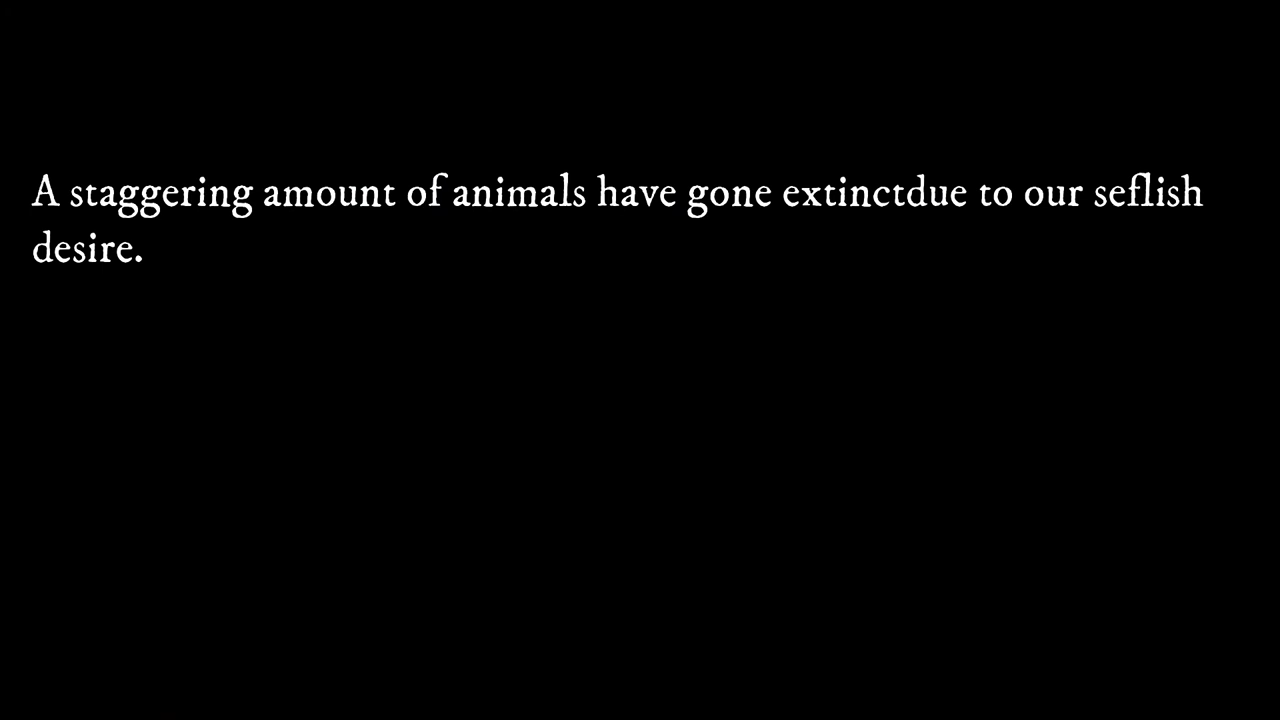 A staggering amount of animals have gone extinctdue to our seflish
desire.